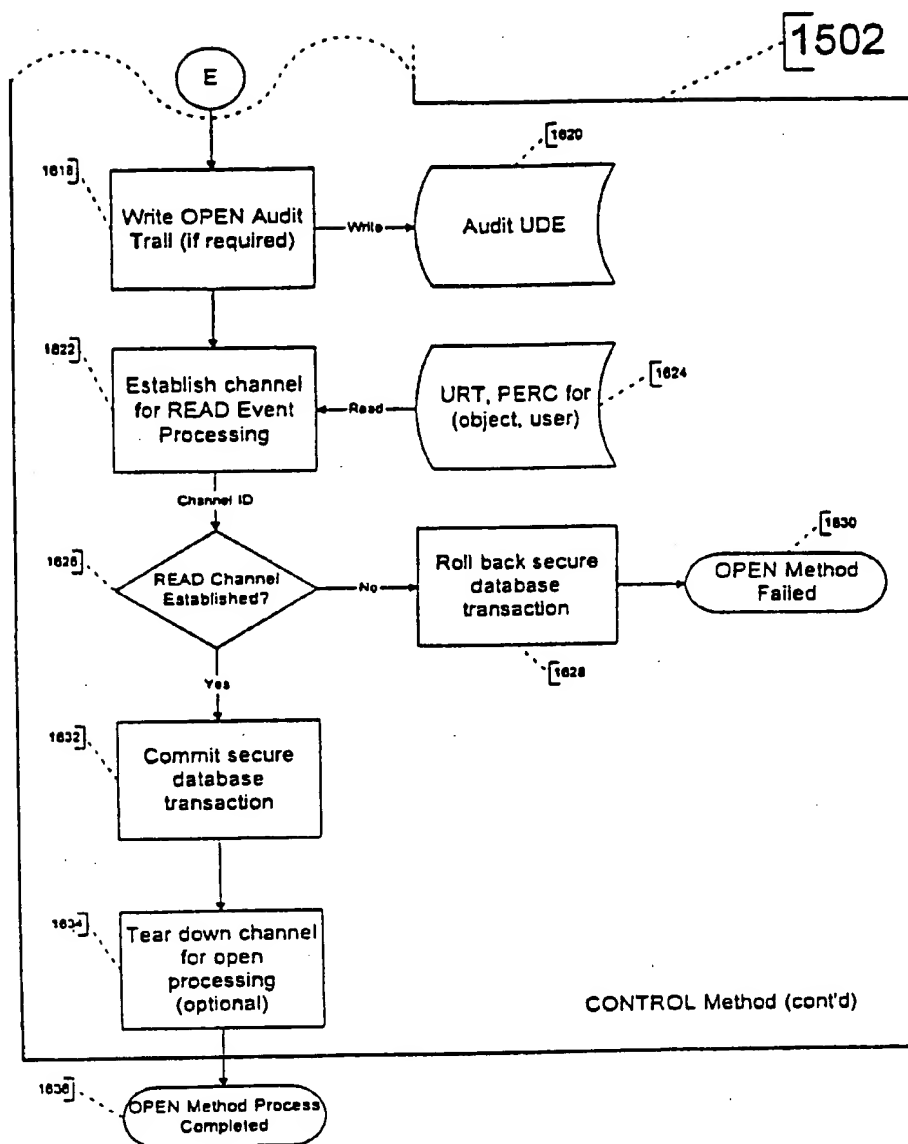 1502
E
1618
1620
Write OPEN Audit
Trail (if required)
Write
Audit UDE
1622
1624
Establish channel
for READ Event
Processing
Read
URT, PERC for
(object, user)
Channel ID
1626
READ Channel
Established?
No
Roll back secure
database
transaction
1628
1630
OPEN Method
Failed
Yes
1632
Commit secure
database
transaction
1634
Tear down channel
for open
processing
(optional)
CONTROL Method (cont'd)
1636
OPEN Method Process
Completed